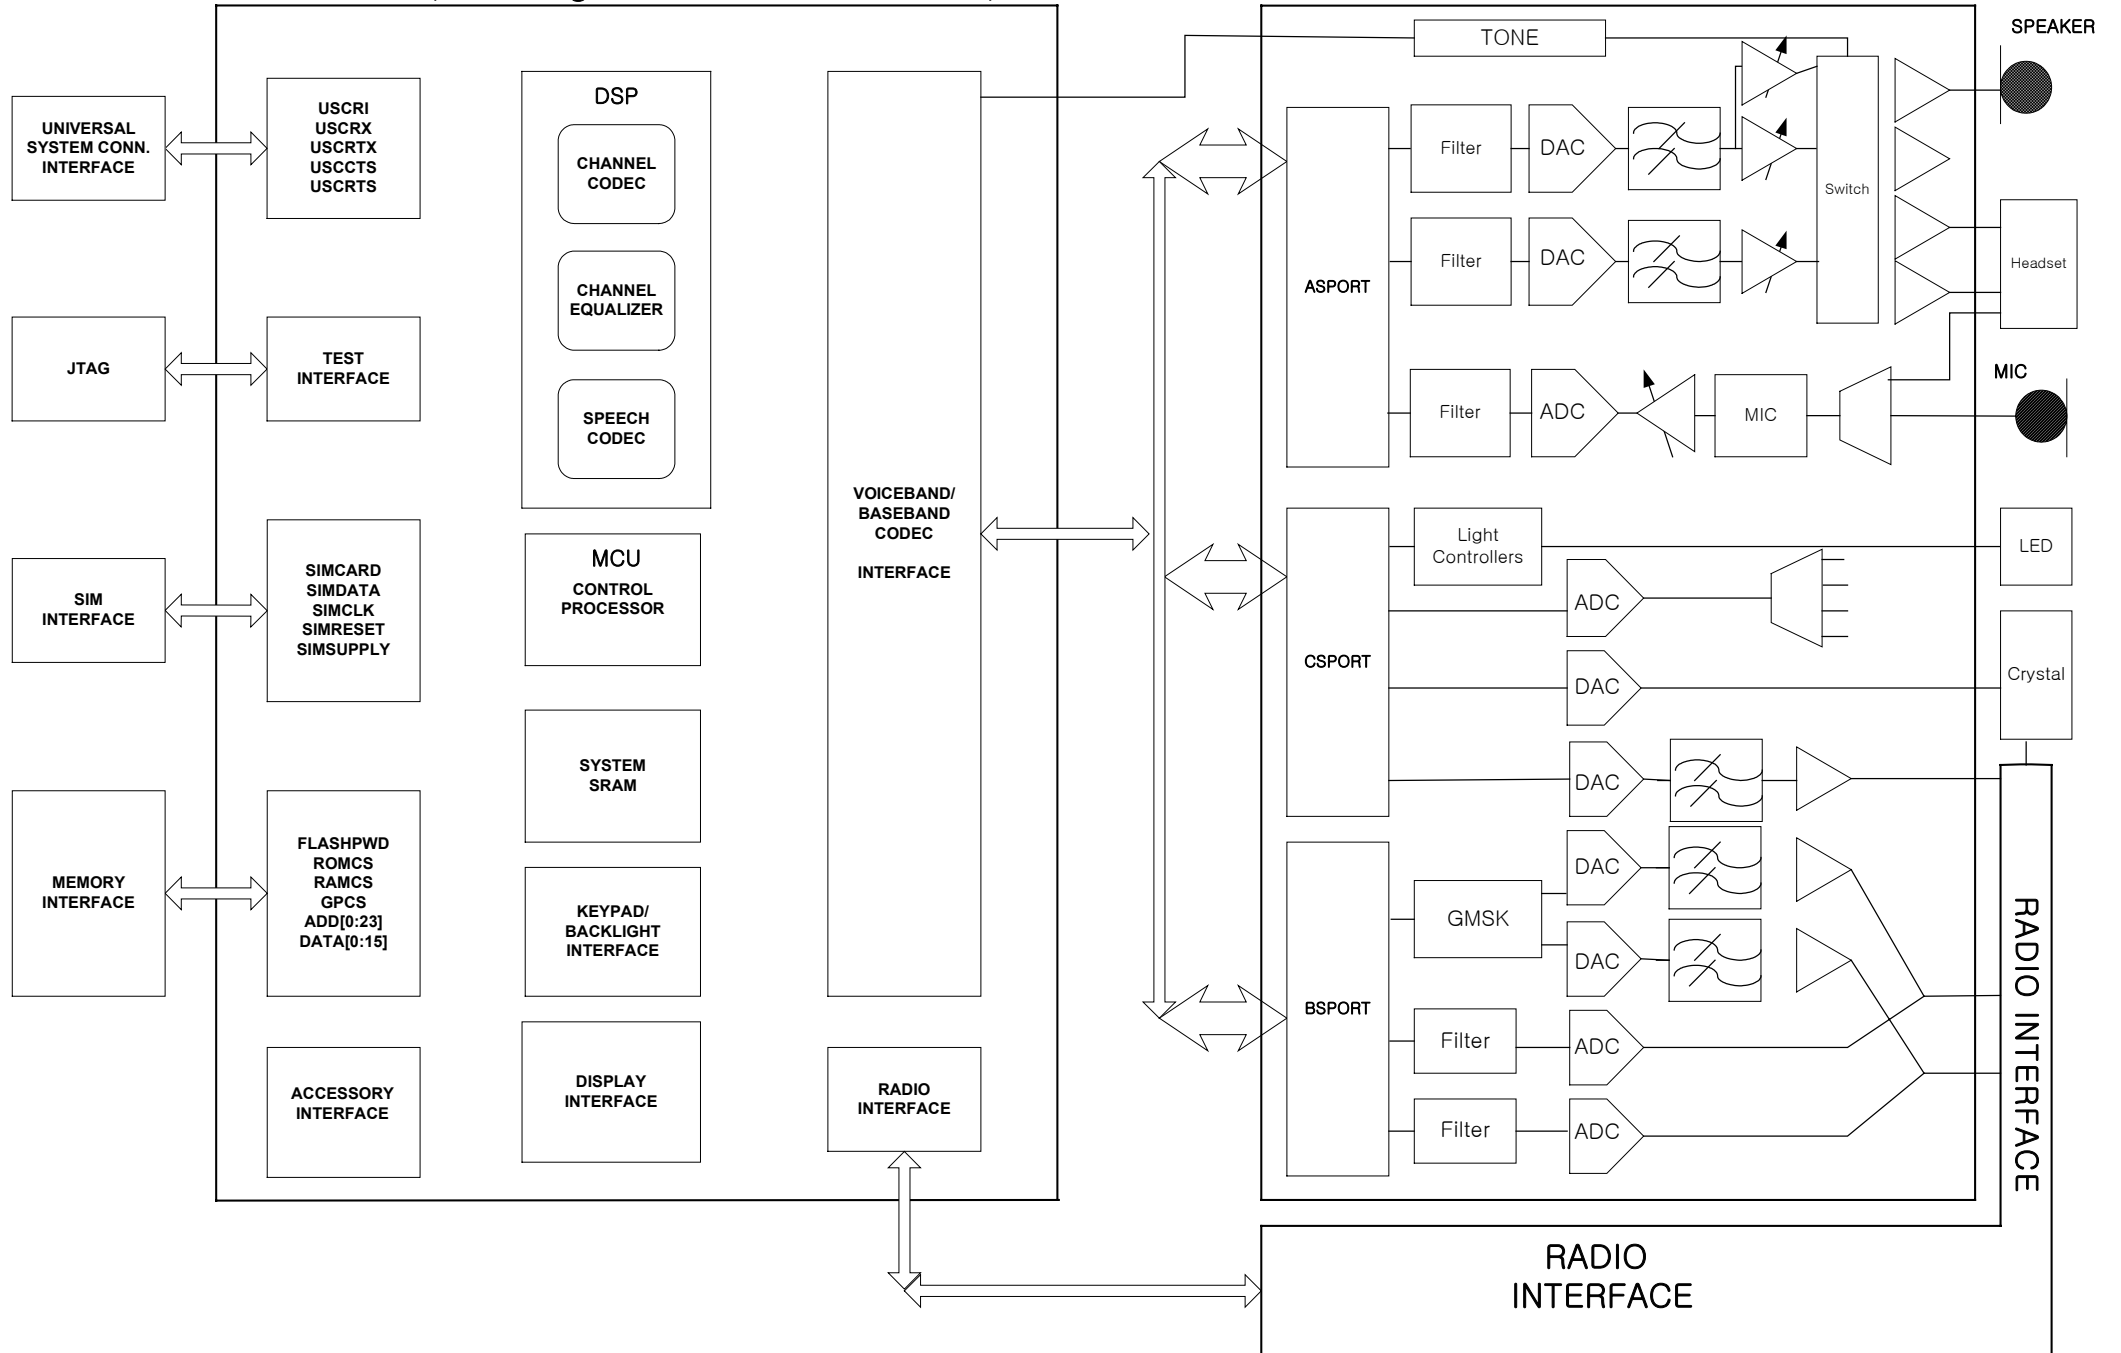 UNIVERSAL
SYSTEM CONN.
INTERFACE
USCRI
USCRX
USCRTX
USCCTS
USCRTS
JTAG
TEST
INTERFACE
SIM
INTERFACE
SIMCARD
SIMDATA
SIMCLK
SIMRESET
SIMSUPPLY
MEMORY
INTERFACE
FLASHPWD
ROMCS
RAMCS
GPCS
ADD[0:23]
DATA[0:15]
ACCESSORY
INTERFACE
DSP
CHANNEL
CODEC
CHANNEL
EQUALIZER
SPEECH
CODEC
MCU
CONTROL
PROCESSOR
SYSTEM
SRAM
KEYPAD/
BACKLIGHT
INTERFACE
DISPLAY
INTERFACE
VOICEBAND/
BASEBAND
CODEC
INTERFACE
RADIO
INTERFACE
TONE
ASPORT
Filter
DAC
Filter
DAC
Switch
Filter
ADC
MIC
SPEAKER
Headset
MIC
CSPORT
Light
Controllers
LED
ADC
DAC
Crystal
DAC
BSPORT
GMSK
DAC
DAC
Filter
ADC
Filter
ADC
RADIO INTERFACE
RADIO
INTERFACE